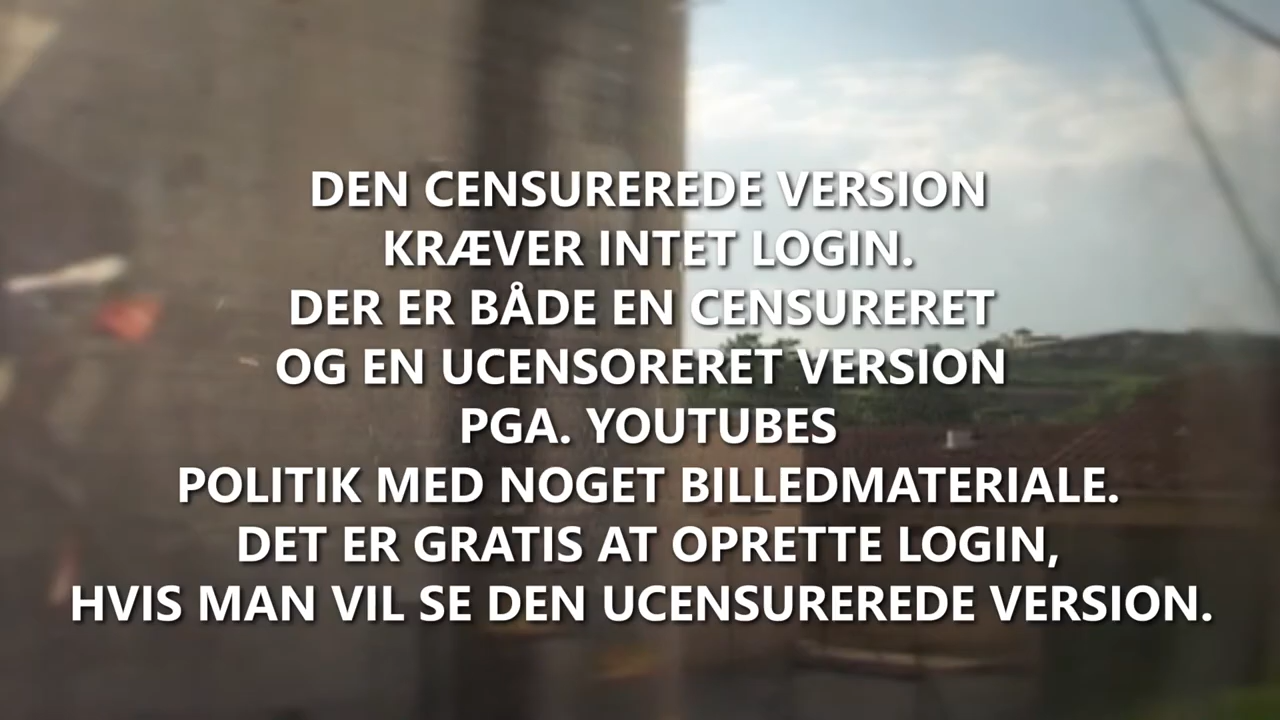 DEN CENSUREREDE VERSION
KRÆVER INTET LOGIN.
DER ER BÅDE EN CENSURERET
OG EN UCENSORERET VERSION
PGA. YOUTUBES
POLITIK MED NOGET BILLEDMATERIALE.
DET ER GRATIS AT OPRETTE LOGIN,
HVIS MAN VIL SE DEN UCENSUREREDE VERSION.